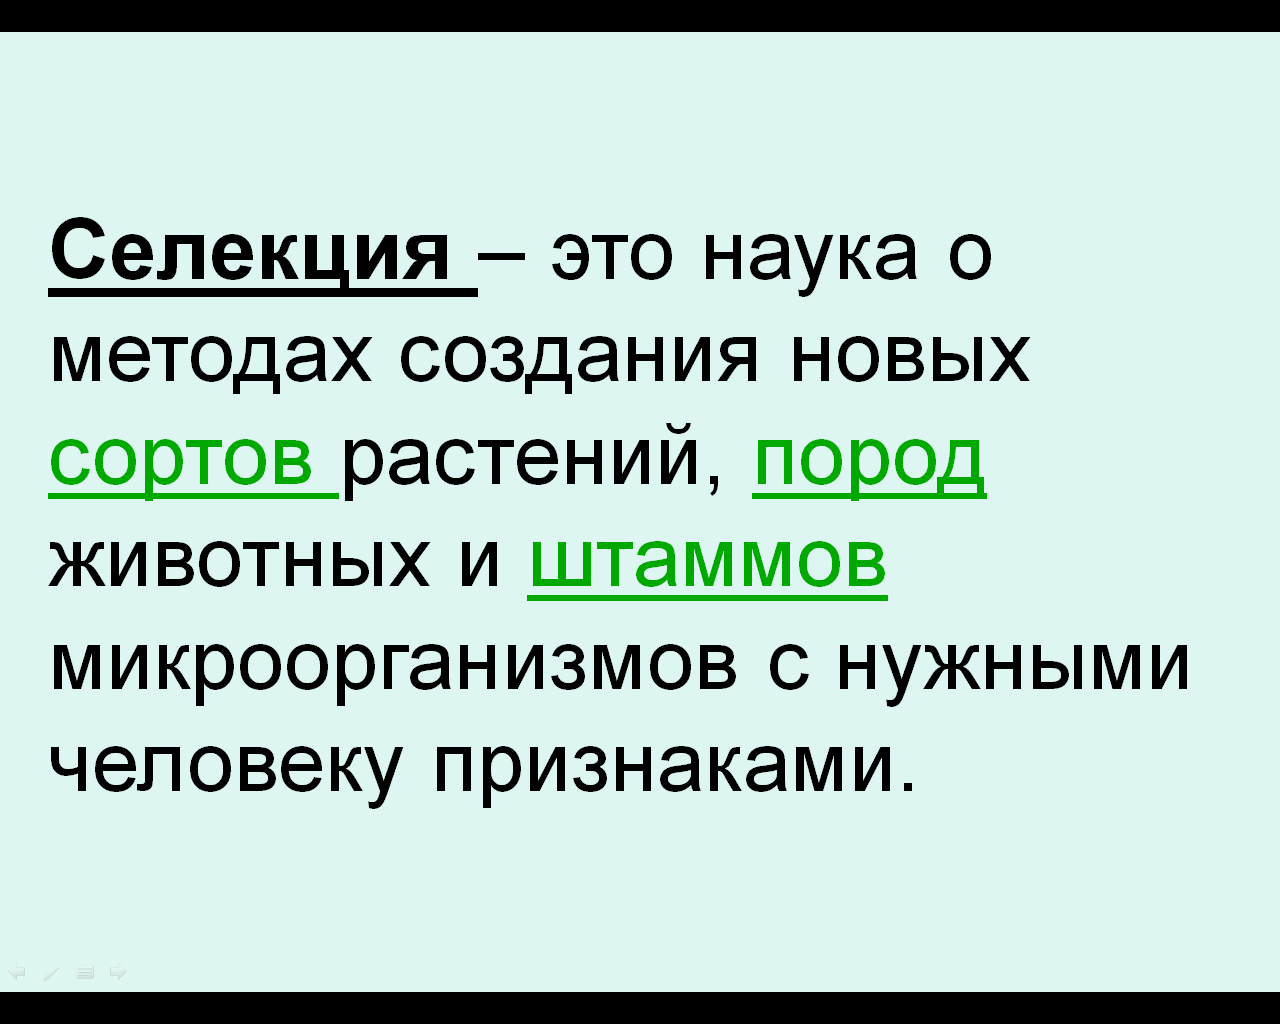 Селекция – это наука о
методах создания новых
сортов растений, пород
животных и штаммов
микроорганизмов с нужными
человеку признаками.